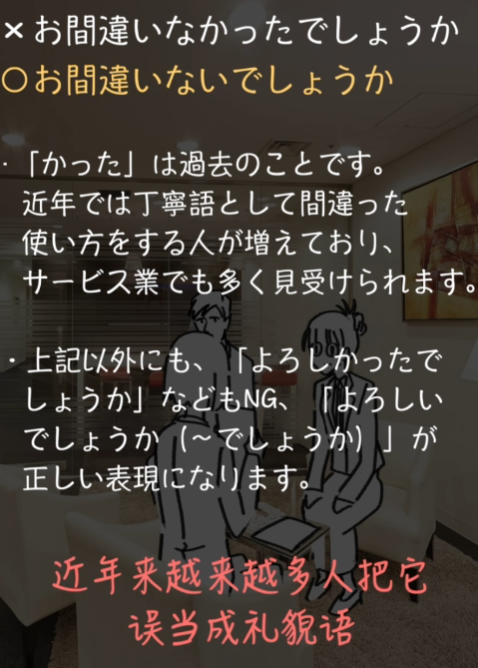 ×お間違いなかったでしょうか
○お間違いないでしょうか
・「かった」は過去のことです。
近年では丁寧語として間違った
使い方をする人が増えており、
サービス業でも多く見受けられます。
・上記以外にも、「よろしかったで
しょうか」などもNG、「よろしい
でしょうか（～でしょうか）」が
正しい表現になります。
近年来越来越多人把它
误当成礼貌语